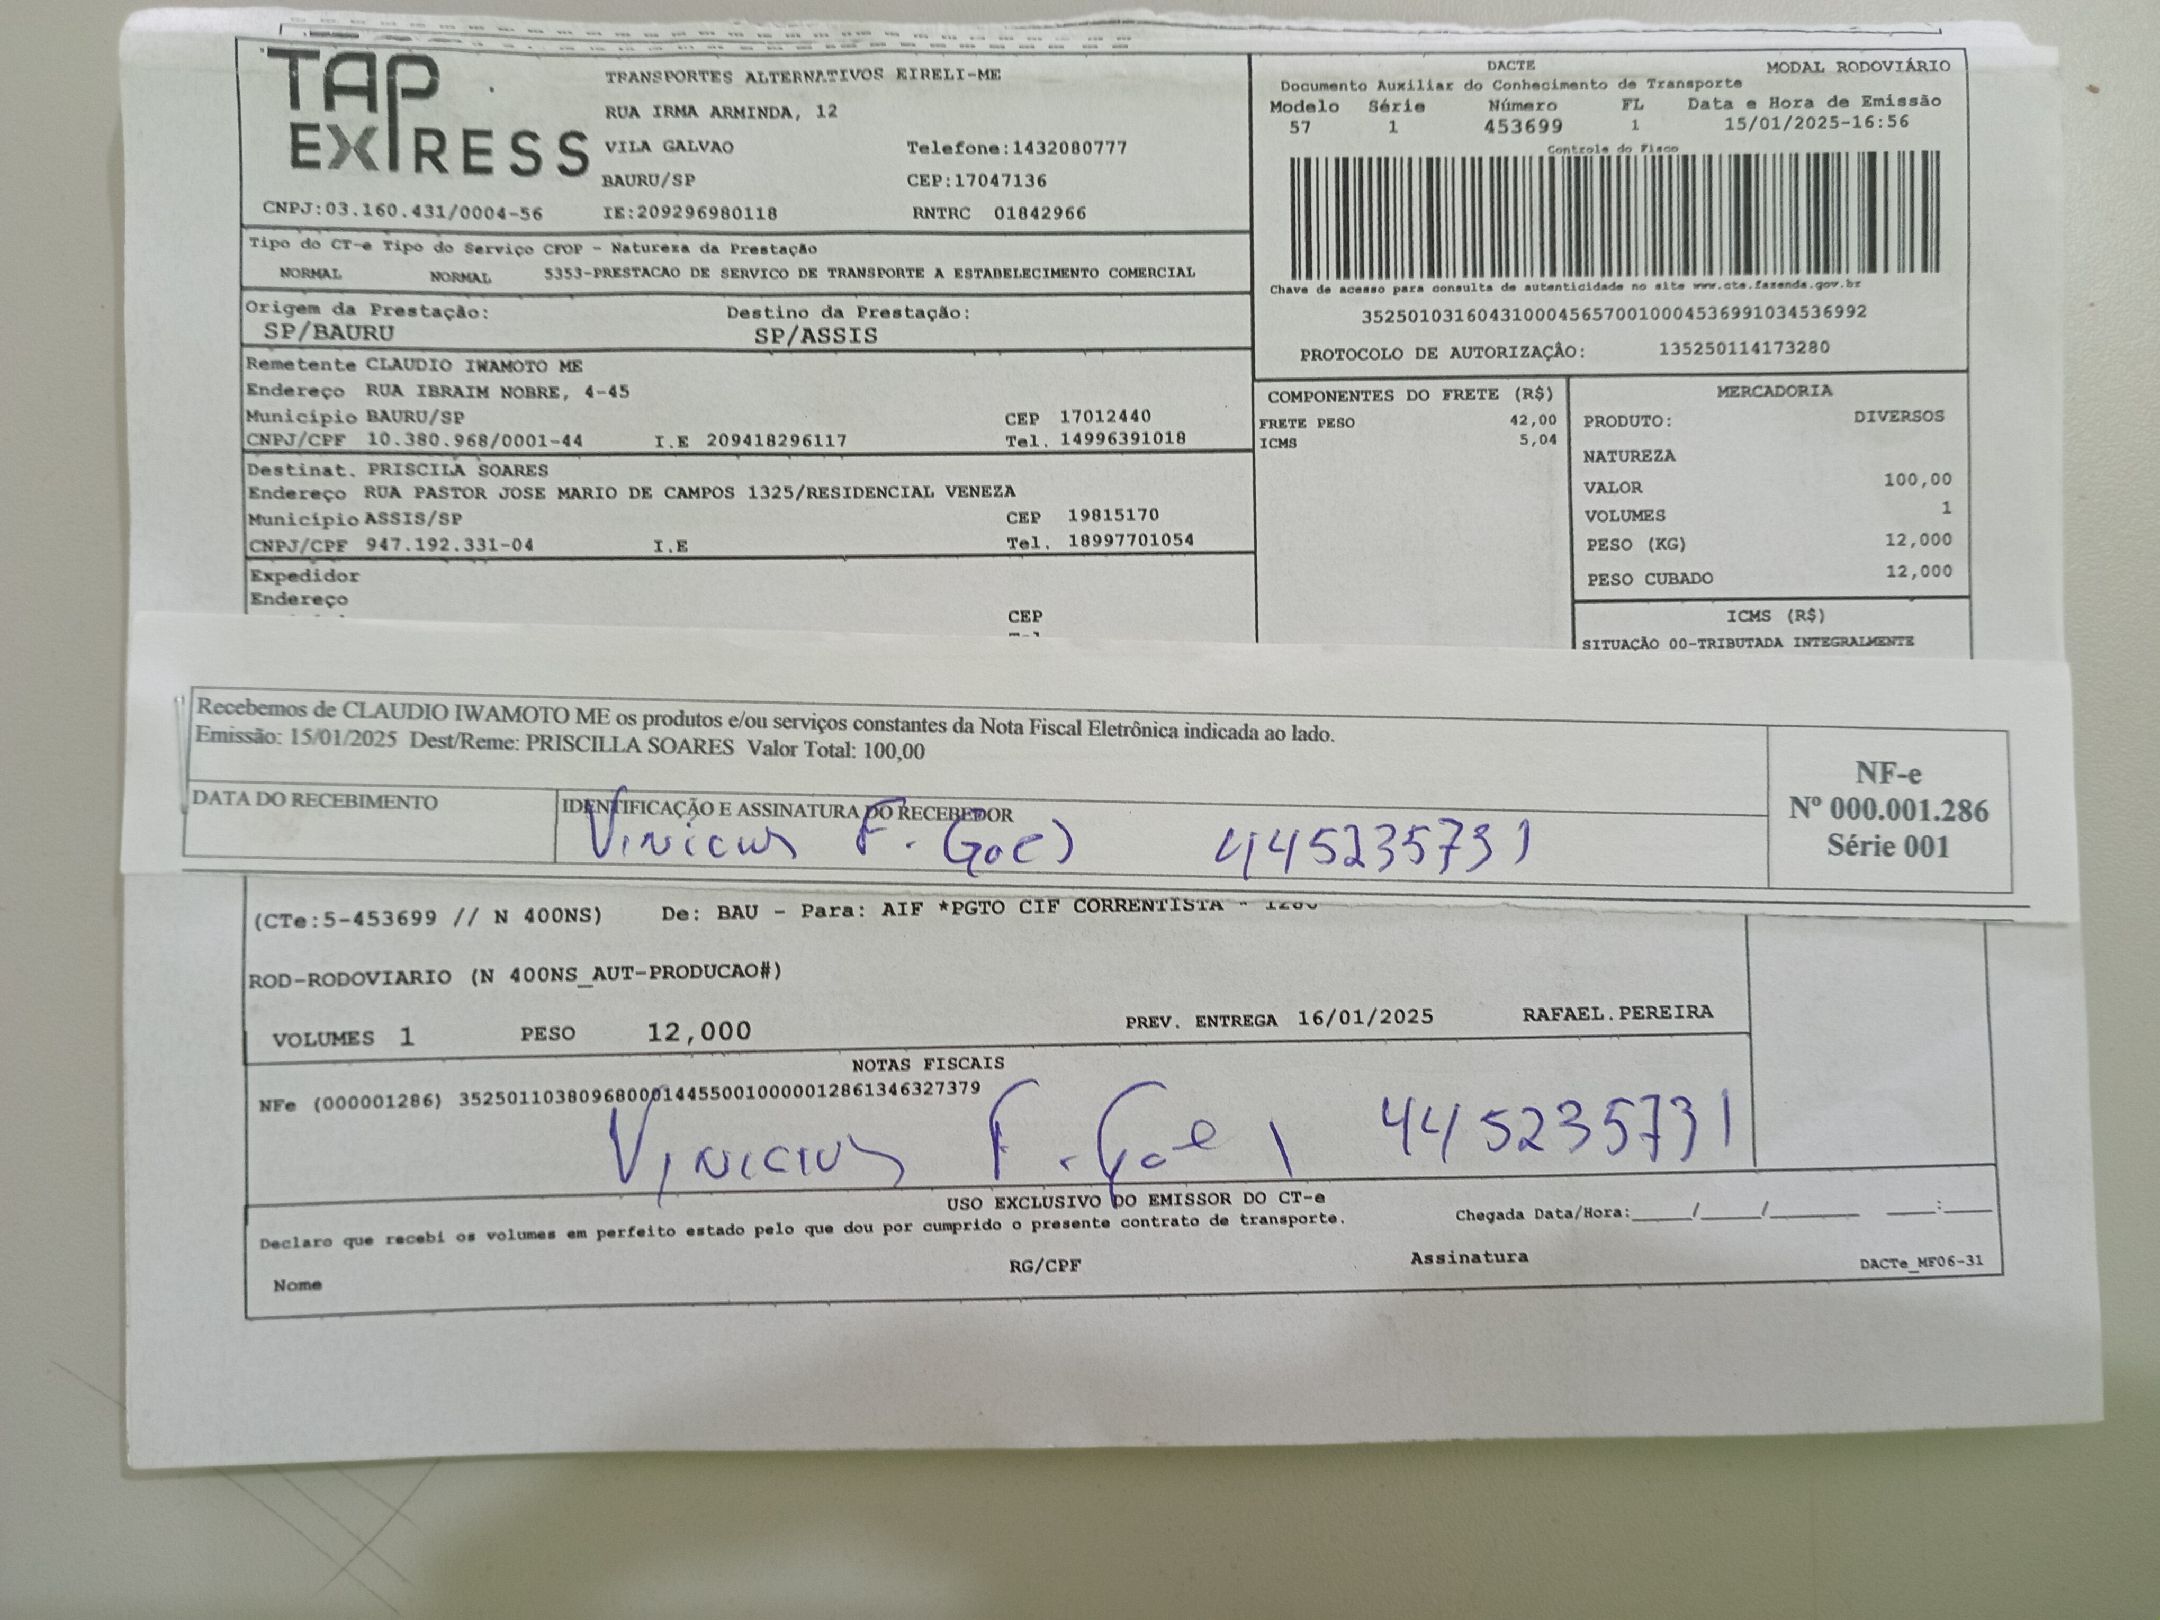 TAP EXPRESS
TRANSPORTES ALTERNATIVOS EIRELI-ME
RUA IRMA ARMINDA, 12
VILA GALVAO Telefone:1432080777
BAURU/SP CEP:17047136
CNPJ:03.160.431/0004-56 IE:209296980118 RNTRC 01842966
DACTE MODAL RODOVIÁRIO
Documento Auxiliar do Conhecimento de Transporte
Modelo Série Número FL Data e Hora de Emissão
57 1 453699 1 15/01/2025-16:56
Controle do Fisco
Chave de acesso para consulta de autenticidade no site www.cte.fazenda.gov.br
35250103160431000456570010004536991034536992
PROTOCOLO DE AUTORIZAÇÃO: 135250114173280
Tipo do CT-e Tipo do Serviço CFOP - Natureza da Prestação
NORMAL NORMAL 5353-PRESTACAO DE SERVICO DE TRANSPORTE A ESTABELECIMENTO COMERCIAL
Origem da Prestação: Destino da Prestação:
SP/BAURU SP/ASSIS
Remetente CLAUDIO IWAMOTO ME
Endereço RUA IBRAIM NOBRE, 4-45
Município BAURU/SP CEP 17012440
CNPJ/CPF 10.380.968/0001-44 I.E 209418296117 Tel. 14996391018
Destinat. PRISCILA SOARES
Endereço RUA PASTOR JOSE MARIO DE CAMPOS 1325/RESIDENCIAL VENEZA
Município ASSIS/SP CEP 19815170
CNPJ/CPF 947.192.331-04 I.E Tel. 18997701054
Expedidor
Endereço
CEP
COMPONENTES DO FRETE (R$)
FRETE PESO 42,00
ICMS 5,04
MERCADORIA
PRODUTO: DIVERSOS
NATUREZA
VALOR 100,00
VOLUMES 1
PESO (KG) 12,000
PESO CUBADO 12,000
ICMS (R$)
SITUAÇÃO 00-TRIBUTADA INTEGRALMENTE
Recebemos de CLAUDIO IWAMOTO ME os produtos e/ou serviços constantes da Nota Fiscal Eletrônica indicada ao lado.
Emissão: 15/01/2025 Dest/Reme: PRISCILLA SOARES Valor Total: 100,00
DATA DO RECEBIMENTO IDENTIFICAÇÃO E ASSINATURA DO RECEBEDOR
Vinicius F. Goes 445235731
NF-e
Nº 000.001.286
Série 001
(CTe:5-453699 // N 400NS) De: BAU - Para: AIF *PGTO CIF CORRENTISTA - 1286
ROD-RODOVIARIO (N 400NS_AUT-PRODUCAO#)
VOLUMES 1 PESO 12,000 PREV. ENTREGA 16/01/2025 RAFAEL.PEREIRA
NOTAS FISCAIS
NFe (000001286) 35250110380968000144550010000012861346327379
Vinicius F. Goes 445235731
USO EXCLUSIVO DO EMISSOR DO CT-e
Declaro que recebi os volumes em perfeito estado pelo que dou por cumprido o presente contrato de transporte. Chegada Data/Hora:____/____/______ ____:____
Nome RG/CPF Assinatura DACTe_MF06-31